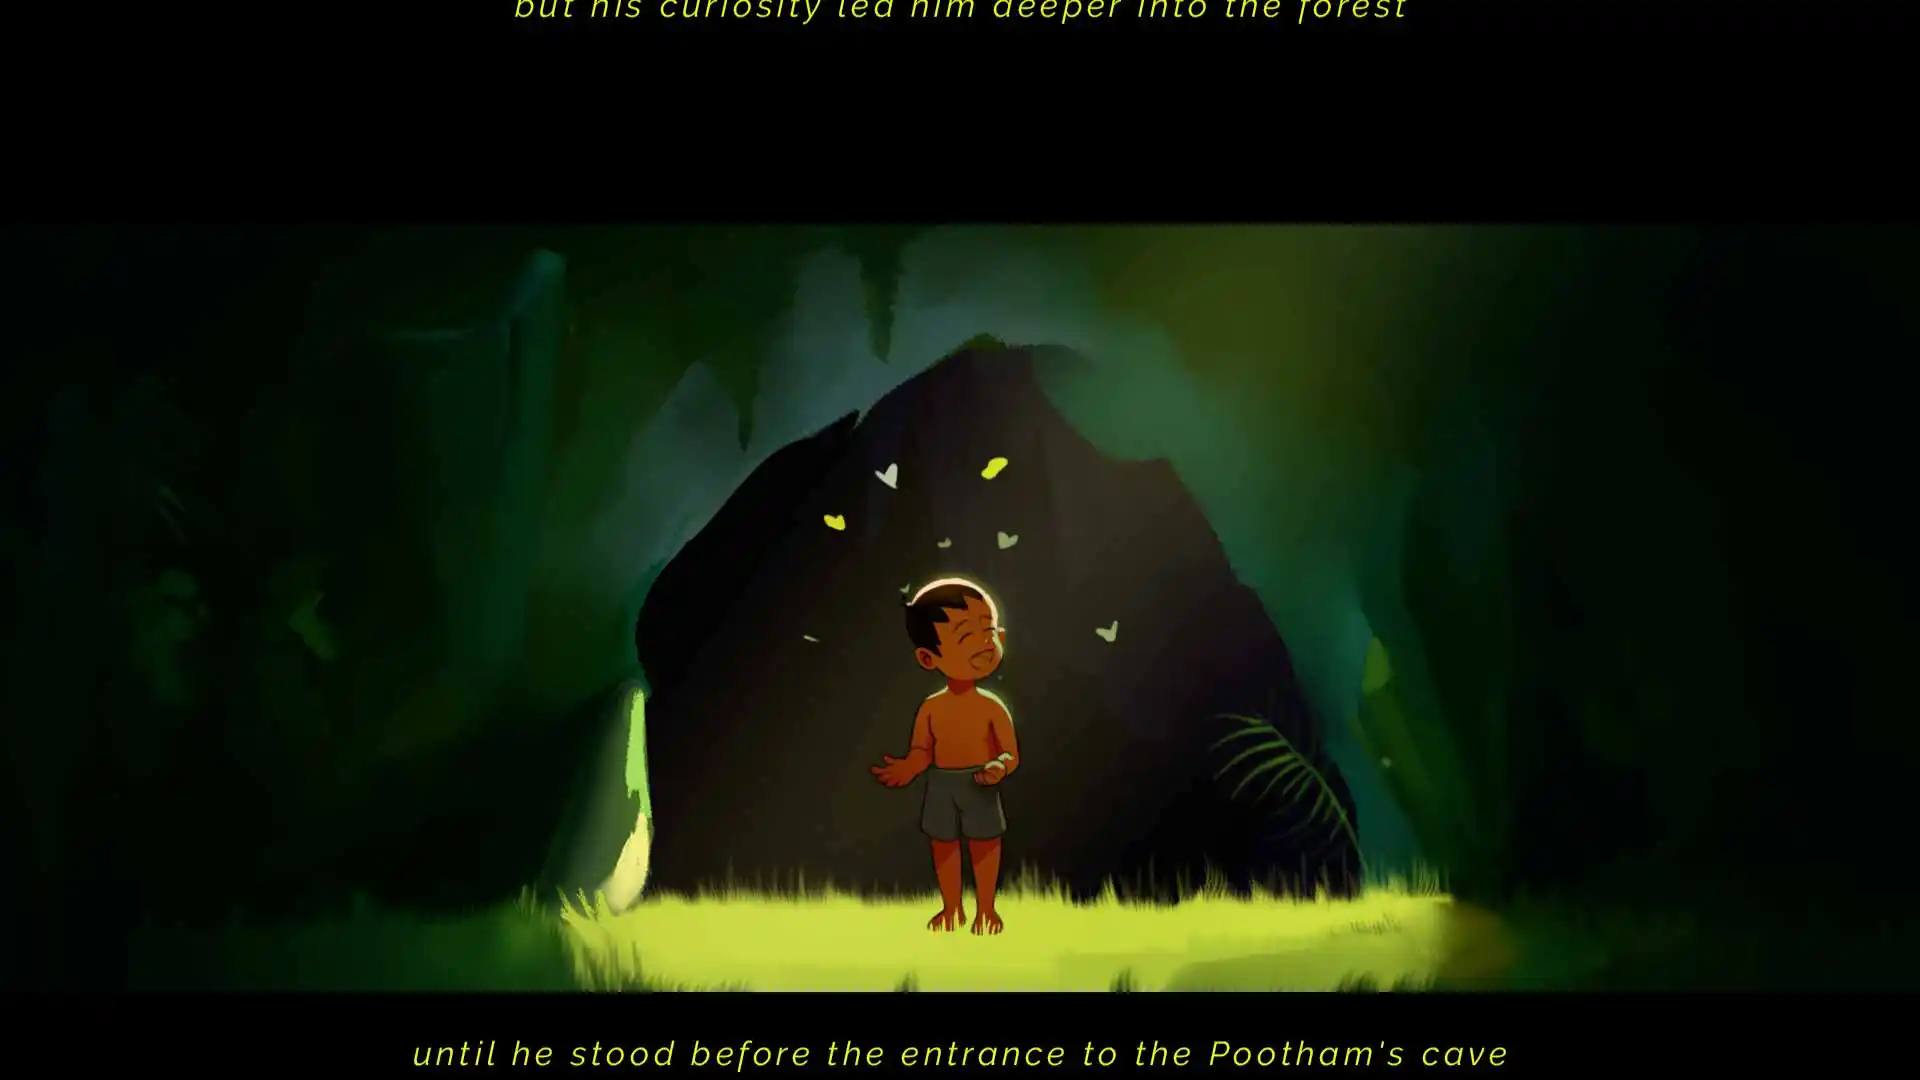 but his curiosity led him deeper into the forest
until he stood before the entrance to the Pootham's cave